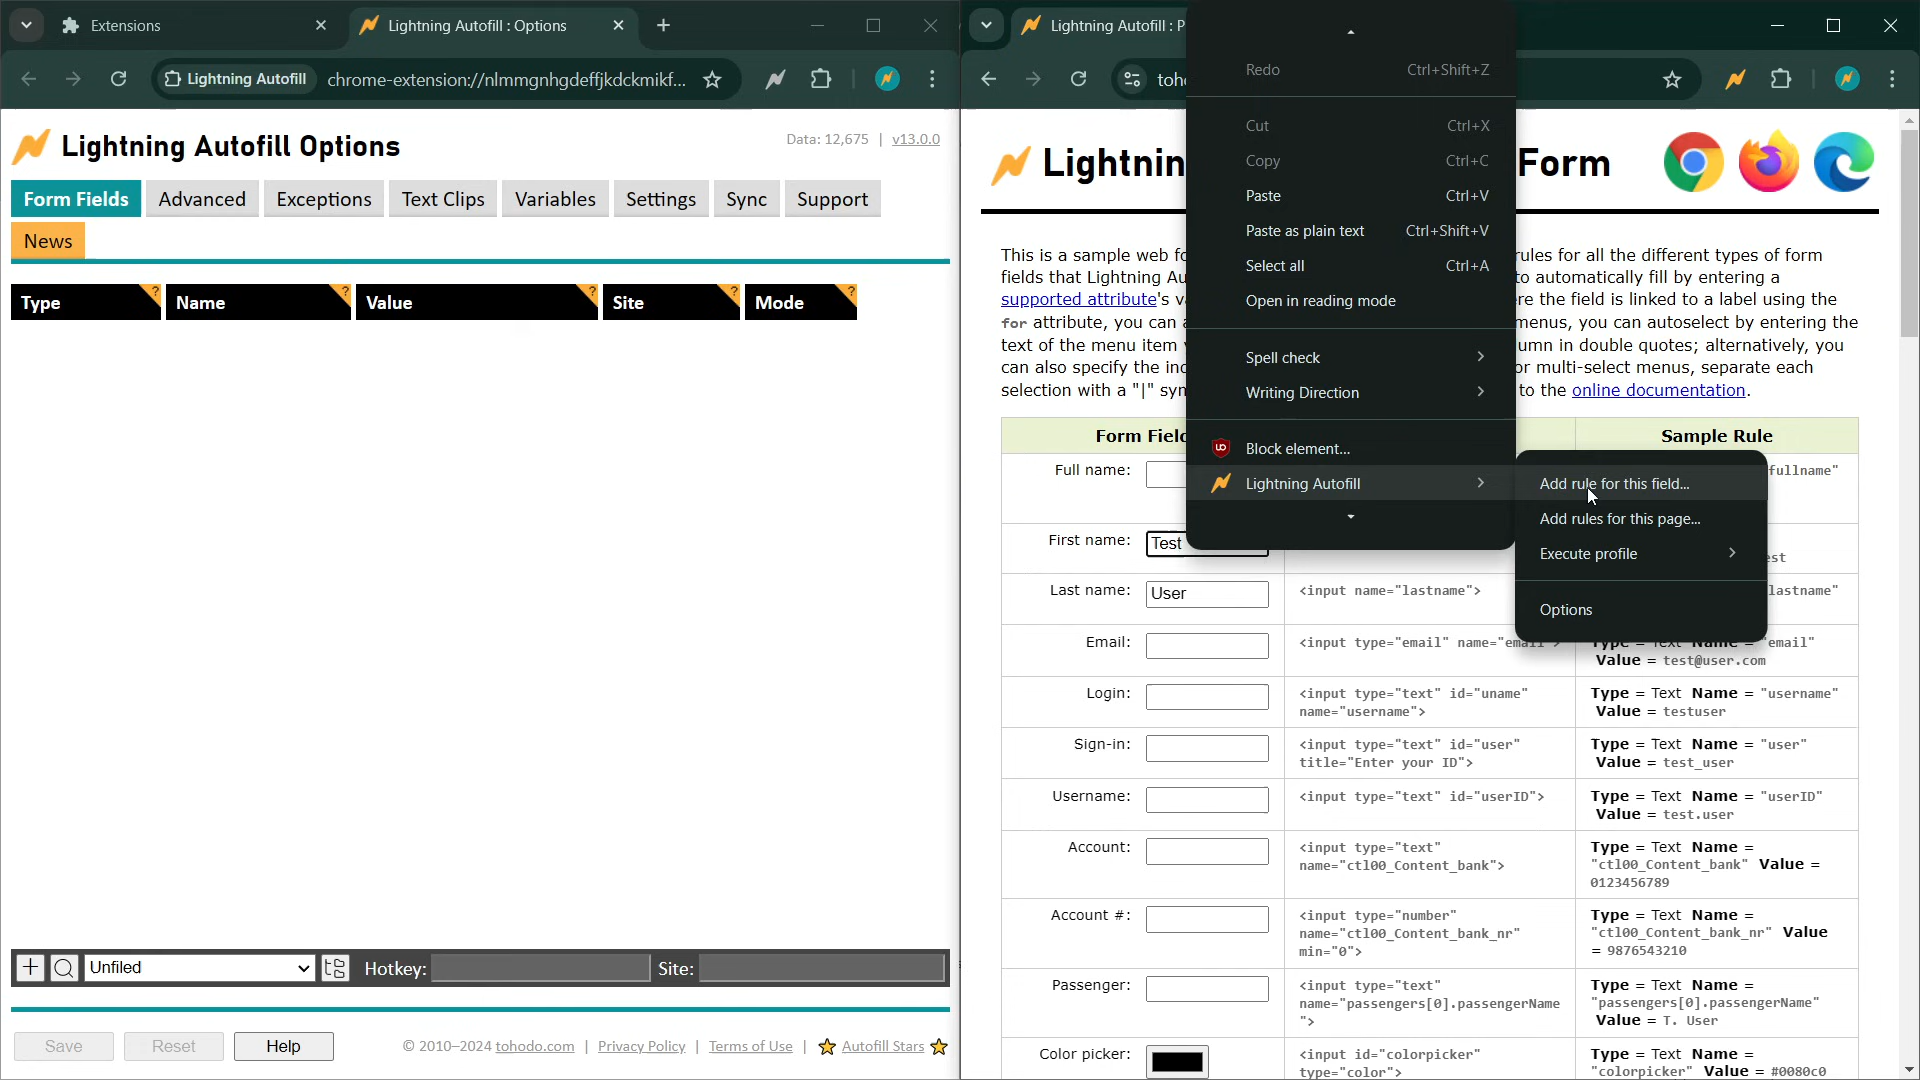 Extensions
Lightning Autofill : Options
Lightning Autofill
chrome-extension://nlmmgnhgdeffjkdckmikf...
Lightning Autofill Options
Data: 12,675 | v13.0.0
Form Fields
Advanced
Exceptions
Text Clips
Variables
Settings
Sync
Support
News
Type ?
Name ?
Value ?
Site ?
Mode ?
Unfiled
Hotkey:
Site:
Save
Reset
Help
© 2010–2024 tohodo.com | Privacy Policy | Terms of Use | Autofill Stars
Lightning Autofill : P
toho
Redo Ctrl+Shift+Z
Cut Ctrl+X
Copy Ctrl+C
Paste Ctrl+V
Paste as plain text Ctrl+Shift+V
Select all Ctrl+A
Open in reading mode
Spell check
Writing Direction
Block element...
Lightning Autofill
Add rule for this field...
Add rules for this page...
Execute profile
Options
Lightnin Form
This is a sample web fo rules for all the different types of form
fields that Lightning Au to automatically fill by entering a
supported attribute's v ere the field is linked to a label using the
for attribute, you can a menus, you can autoselect by entering the
text of the menu item umn in double quotes; alternatively, you
can also specify the ind or multi-select menus, separate each
selection with a "|" sym to the online documentation.
Form Field Sample Rule
Full name: fullname"
First name: Test est
Last name: User <input name="lastname"> lastname"
Email: <input type="email" name="email"> Type = Text Name = "email"
Value = test@user.com
Login: <input type="text" id="uname"
name="username"> Type = Text Name = "username"
Value = testuser
Sign-in: <input type="text" id="user"
title="Enter your ID"> Type = Text Name = "user"
Value = test_user
Username: <input type="text" id="userID"> Type = Text Name = "userID"
Value = test.user
Account: <input type="text"
name="ctl00_Content_bank"> Type = Text Name =
"ctl00_Content_bank" Value =
0123456789
Account #: <input type="number"
name="ctl00_Content_bank_nr"
min="0"> Type = Text Name =
"ctl00_Content_bank_nr" Value
= 9876543210
Passenger: <input type="text"
name="passengers[0].passengerName
"> Type = Text Name =
"passengers[0].passengerName"
Value = T. User
Color picker: <input id="colorpicker"
type="color"> Type = Text Name =
"colorpicker" Value = #0080c0